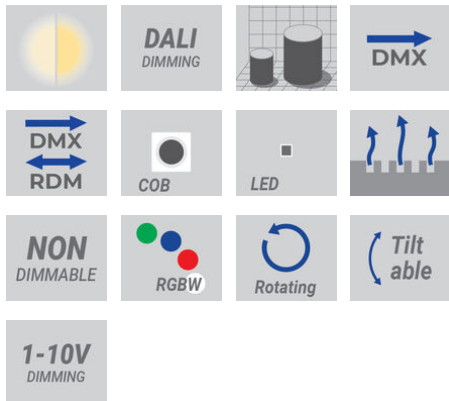 DALI
DIMMING
DMX
DMX
RDM
COB
LED
NON
DIMMABLE
RGBW
Rotating
Tilt
able
1-10V
DIMMING